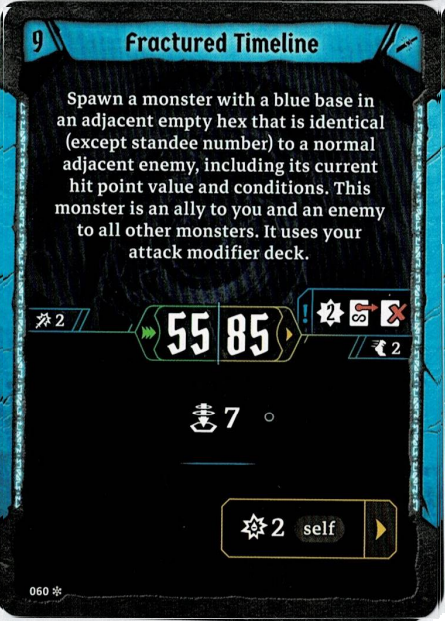 9 Fractured Timeline
Spawn a monster with a blue base in
an adjacent empty hex that is identical
(except standee number) to a normal
adjacent enemy, including its current
hit point value and conditions. This
monster is an ally to you and an enemy
to all other monsters. It uses your
attack modifier deck.
2
55 85
! 2 S
2
7
2 self
060